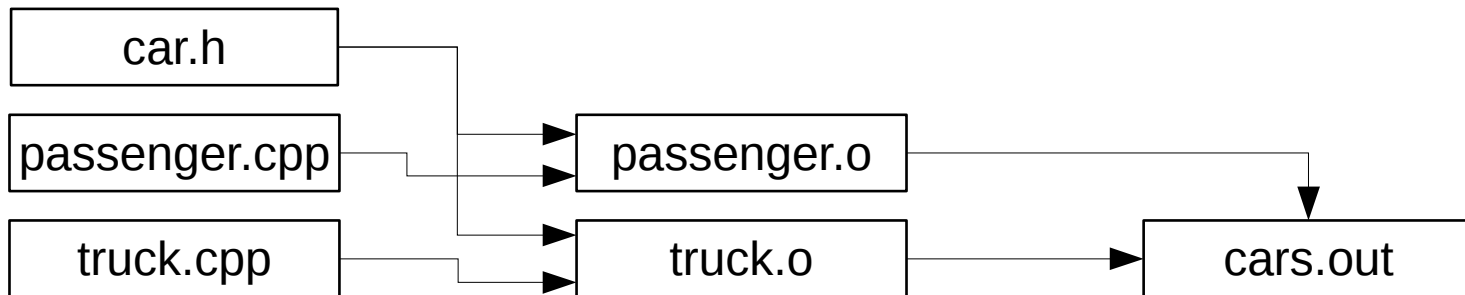 car.h
passenger.cpp
passenger.o
truck.cpp
truck.o
cars.out